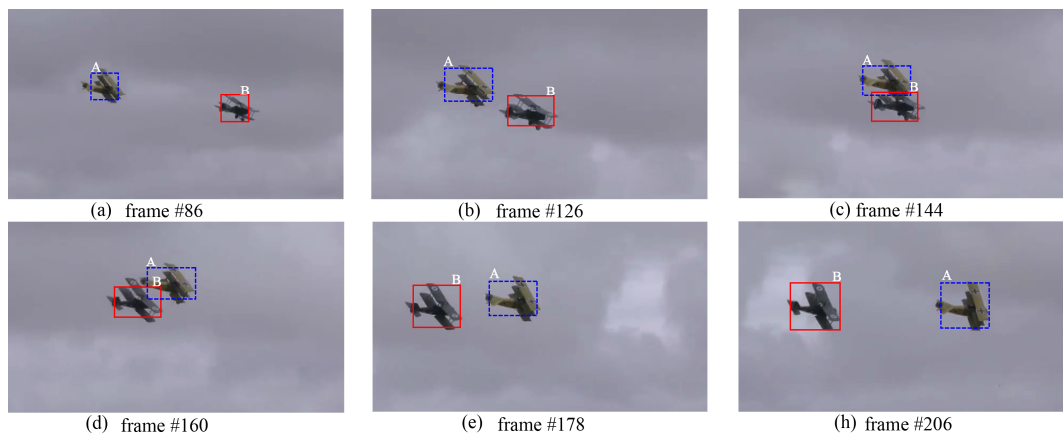 A
B
(a) frame #86
A
B
(b) frame #126
A
B
(c) frame #144
A
B
(d) frame #160
A
B
(e) frame #178
A
B
(h) frame #206